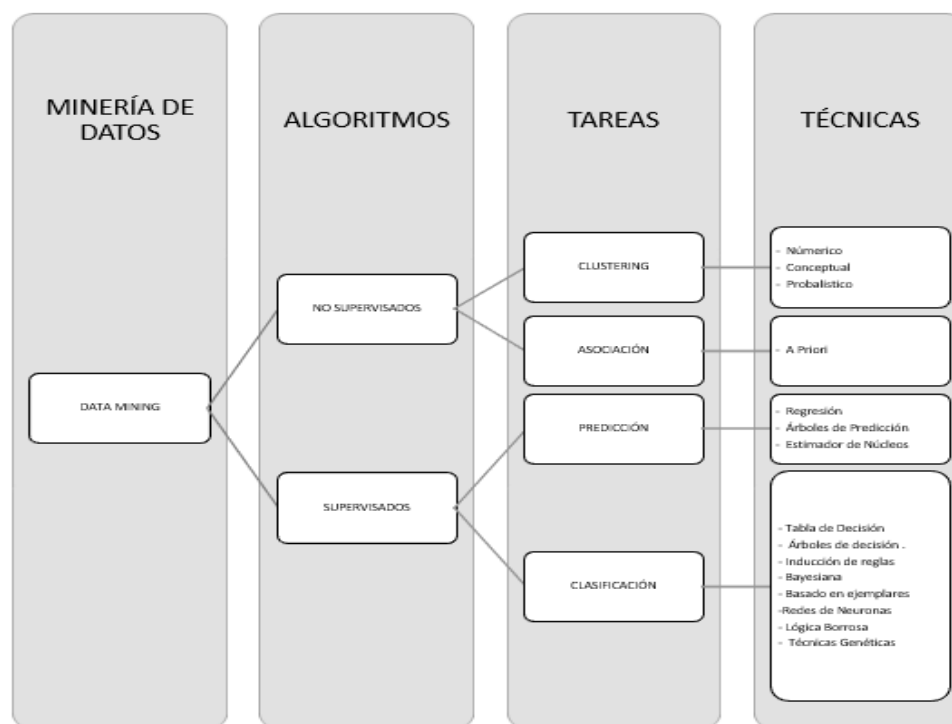 MINERÍA DE
DATOS
ALGORITMOS
TAREAS
TÉCNICAS
DATA MINING
NO SUPERVISADOS
SUPERVISADOS
CLUSTERING
ASOCIACIÓN
PREDICCIÓN
CLASIFICACIÓN
- Númerico
- Conceptual
- Probalistico
- A Priori
- Regresión
- Árboles de Predicción
- Estimador de Núcleos
- Tabla de Decisión
- Árboles de decisión .
- Inducción de reglas
- Bayesiana
- Basado en ejemplares
-Redes de Neuronas
- Lógica Borrosa
- Técnicas Genéticas